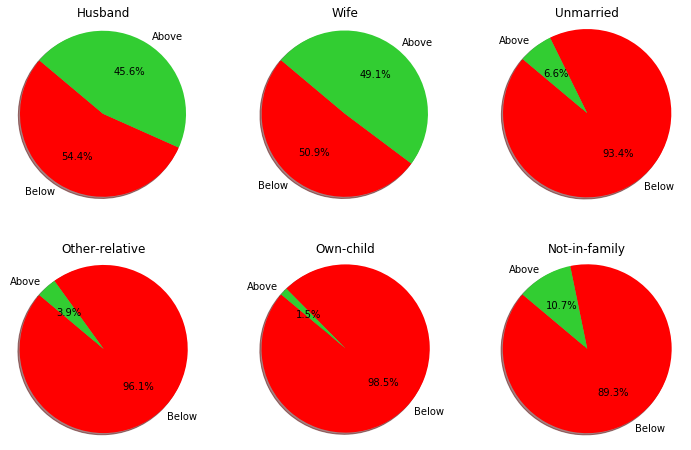 Husband
Above
45.6%
54.4%
Below
Wife
Above
49.1%
50.9%
Below
Unmarried
Above
6.6%
93.4%
Below
Other-relative
Above
3.9%
96.1%
Below
Own-child
Above
1.5%
98.5%
Below
Not-in-family
Above
10.7%
89.3%
Below